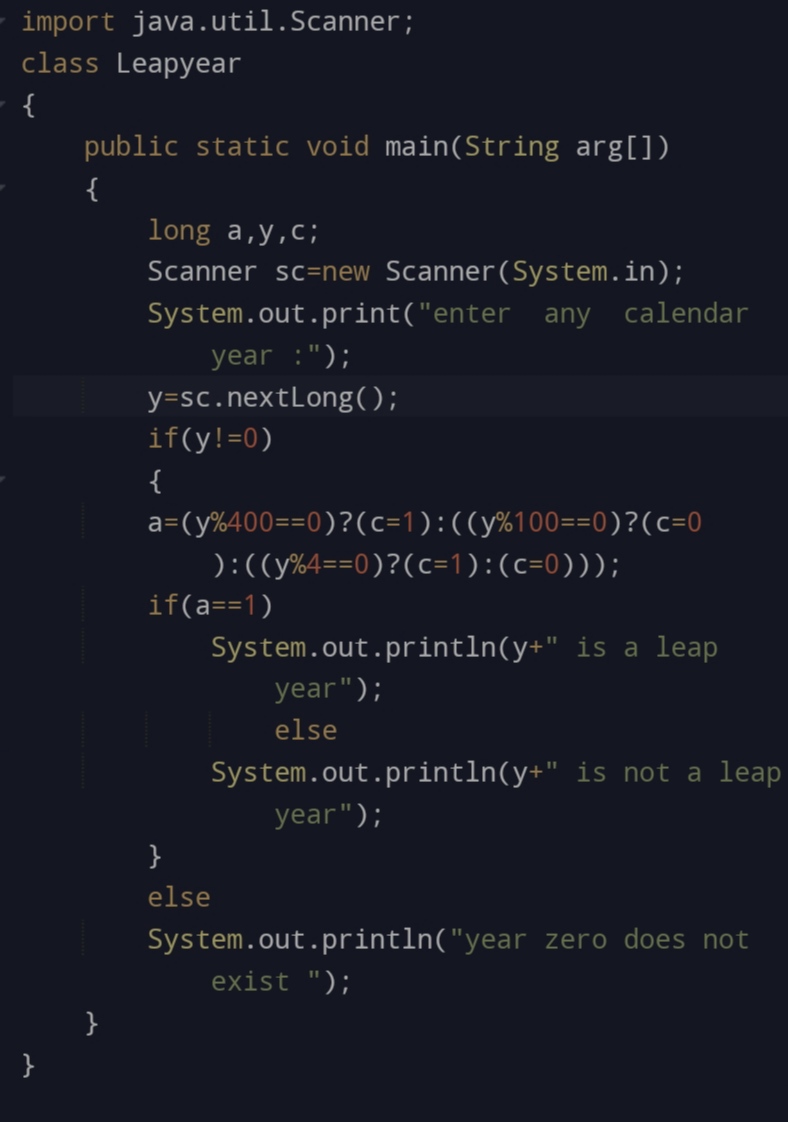 import java.util.Scanner;
class Leapyear
{
    public static void main(String arg[])
    {
        long a,y,c;
        Scanner sc=new Scanner(System.in);
        System.out.print("enter  any  calendar
            year :");
        y=sc.nextLong();
        if(y!=0)
        {
        a=(y%400==0)?(c=1):((y%100==0)?(c=0
            ):((y%4==0)?(c=1):(c=0)));
        if(a==1)
            System.out.println(y+" is a leap
                year");
                else
            System.out.println(y+" is not a leap
                year");
        }
        else
        System.out.println("year zero does not
            exist ");
    }
}